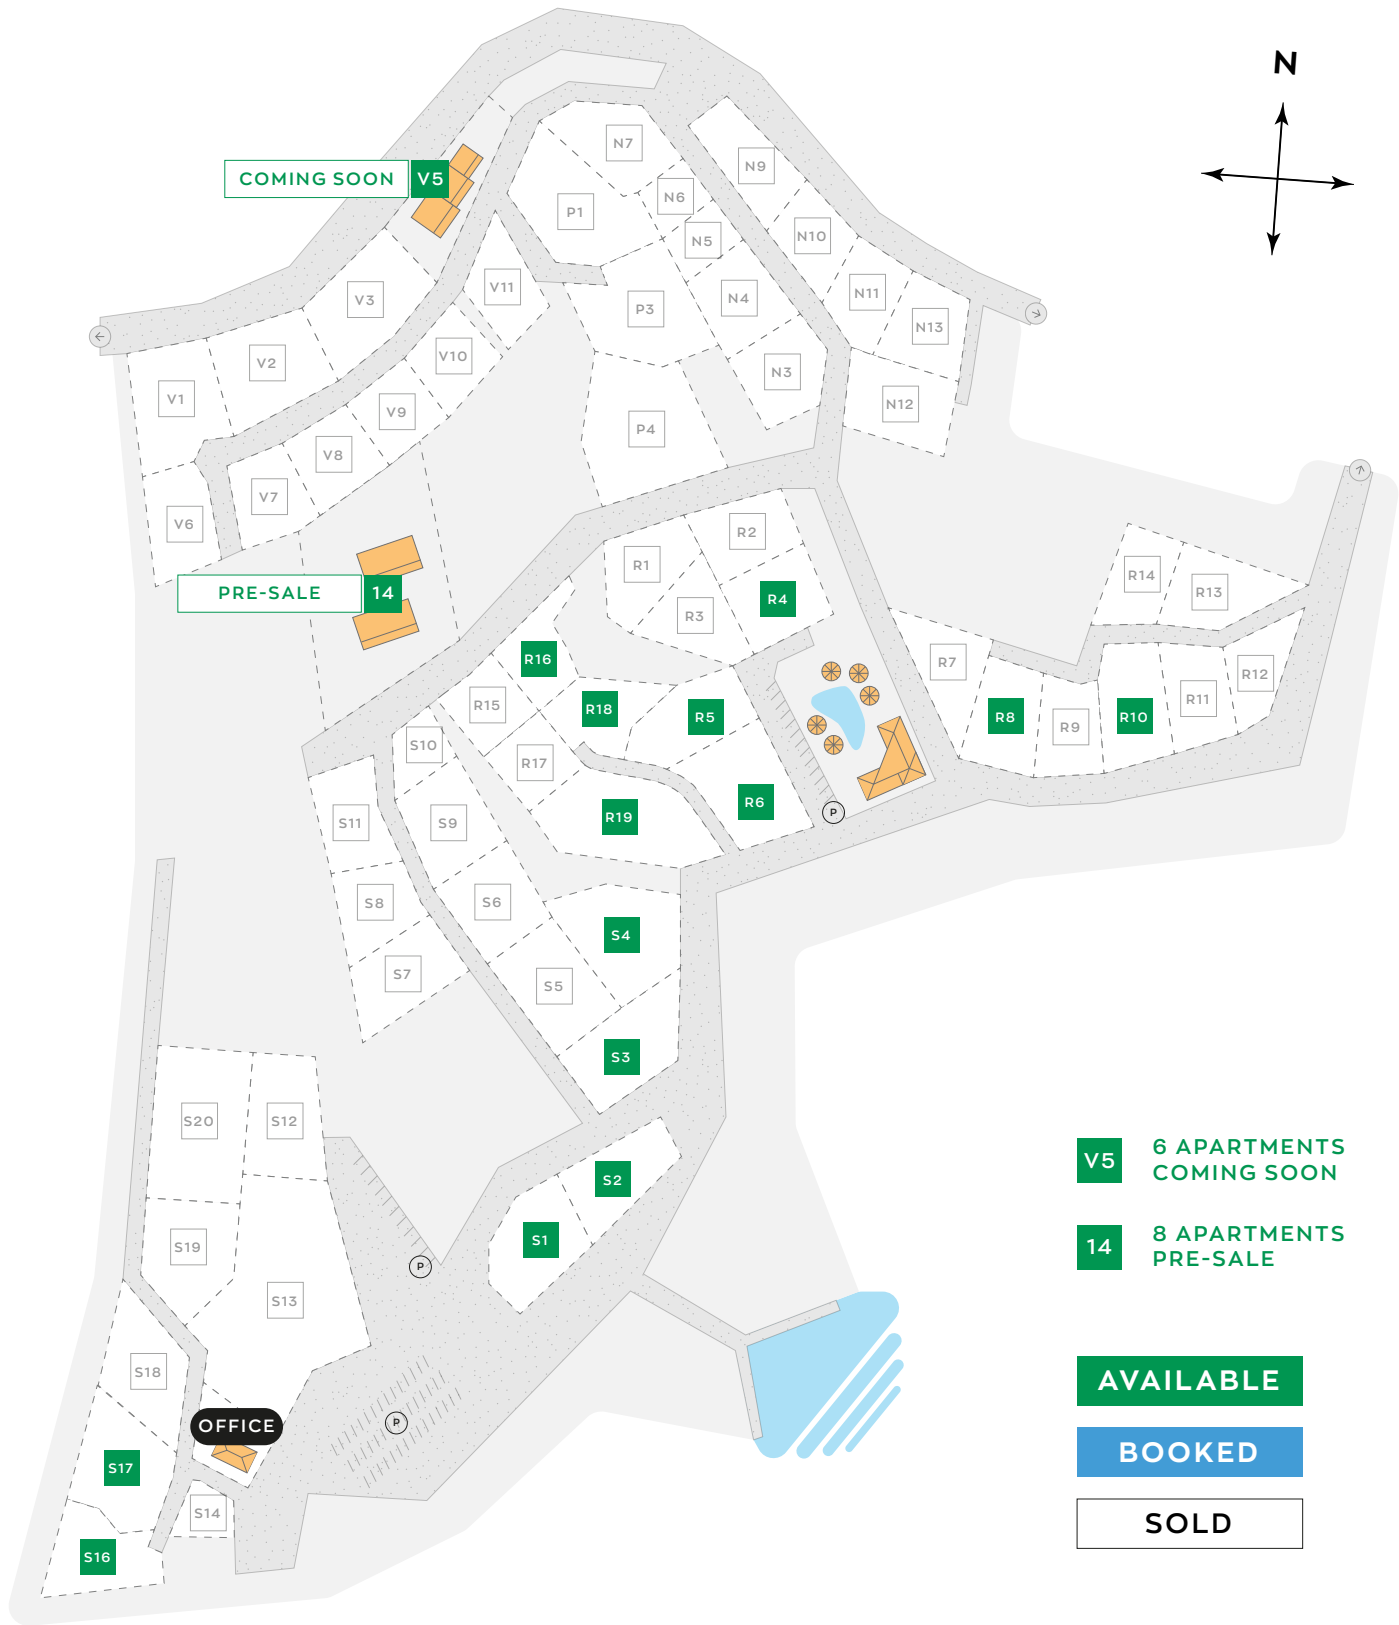 N
N7
N9
COMING SOON
V5
N6
P1
N10
N5
V11
N11
V3
N4
P3
N13
V10
V2
N3
V1
N12
V9
P4
V8
V7
V6
R2
R1
R14
PRE-SALE
14
R13
R4
R3
R16
R7
R12
R11
R15
R18
R5
R8
R10
R9
S10
R17
R6
P
R19
S11
S9
S8
S6
S4
S7
S5
S3
S20
S12
V5
6 APARTMENTS
COMING SOON
S2
S1
S19
14
8 APARTMENTS
PRE-SALE
P
S13
S18
AVAILABLE
OFFICE
P
BOOKED
S17
S14
SOLD
S16